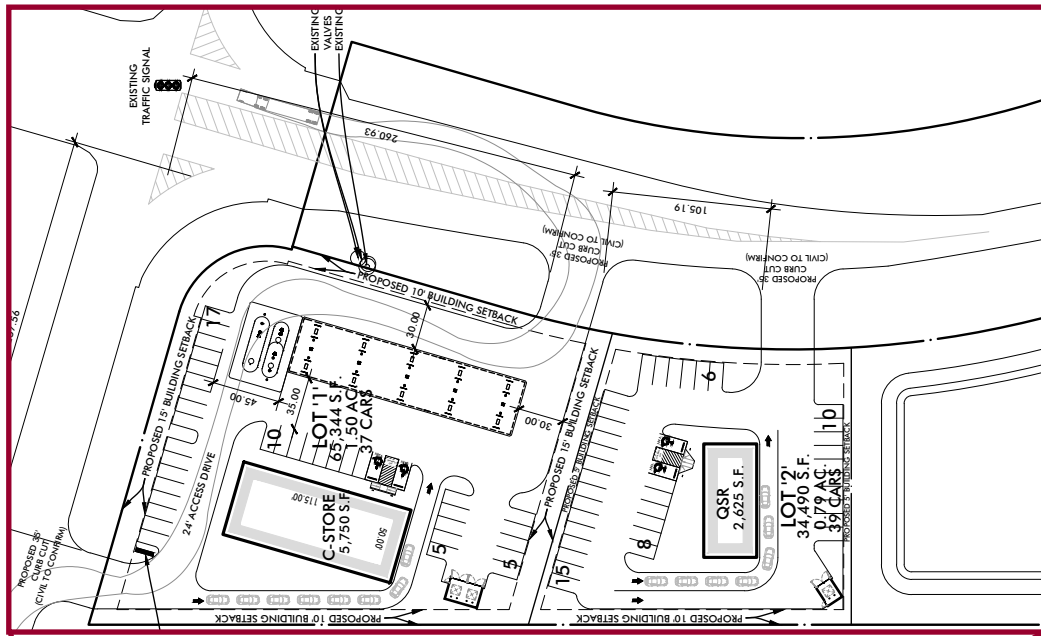 EXISTING
TRAFFIC SIGNAL
EXISTING
VALVES
EXISTING
260.93
105.19
PROPOSED 35'
CURB CUT
(CIVIL TO CONFIRM)
PROPOSED 35'
CURB CUT
(CIVIL TO CONFIRM)
PROPOSED 10' BUILDING SETBACK
PROPOSED 15' BUILDING SETBACK
17
45.00
35.00
30.00
30.00
10
LOT '1'
65,344 S.F.
1.50 AC.
37 CARS
24' ACCESS DRIVE
C-STORE
5,750 S.F.
115.00'
50.00'
5
5
PROPOSED 15' BUILDING SETBACK
PROPOSED 5' BUILDING SETBACK
6
8
15
10
QSR
2,625 S.F.
LOT '2'
34,490 S.F.
0.79 AC.
39 CARS
PROPOSED 5' BUILDING SETBACK
PROPOSED 35'
CURB CUT
(CIVIL TO CONFIRM)
PROPOSED 10' BUILDING SETBACK
PROPOSED 10' BUILDING SETBACK